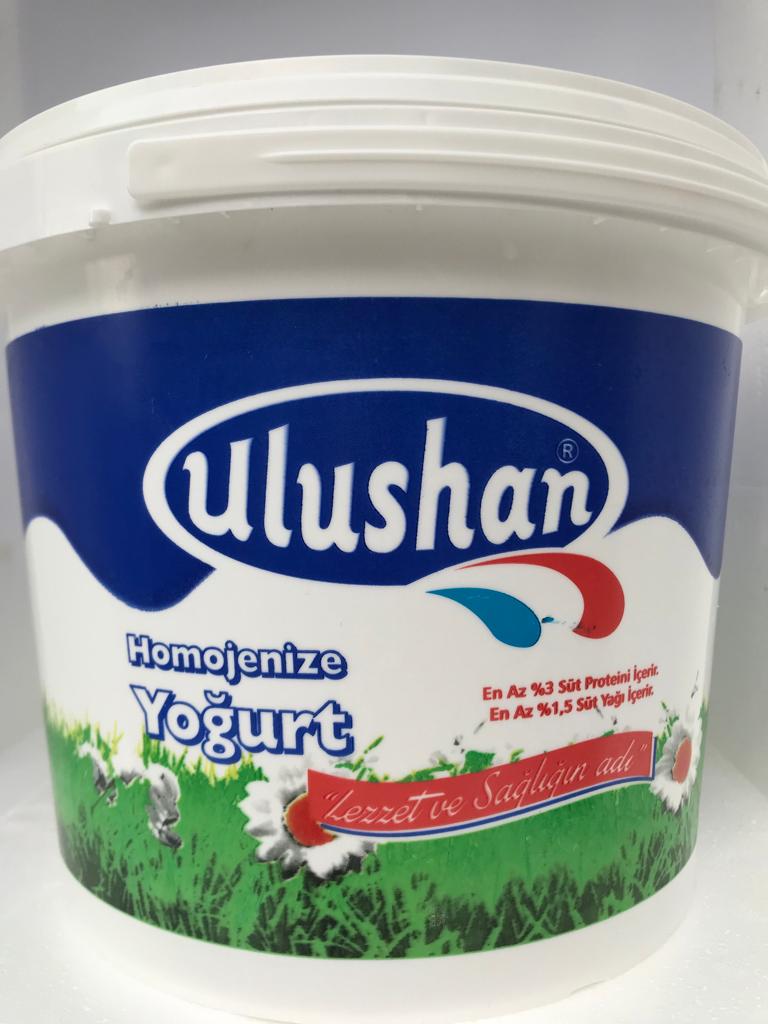 ulushan ®
Homojenize
Yoğurt
En Az %3 Süt Proteini İçerir.
En Az %1,5 Süt Yağı İçerir.
"Lezzet ve Sağlığın adı"